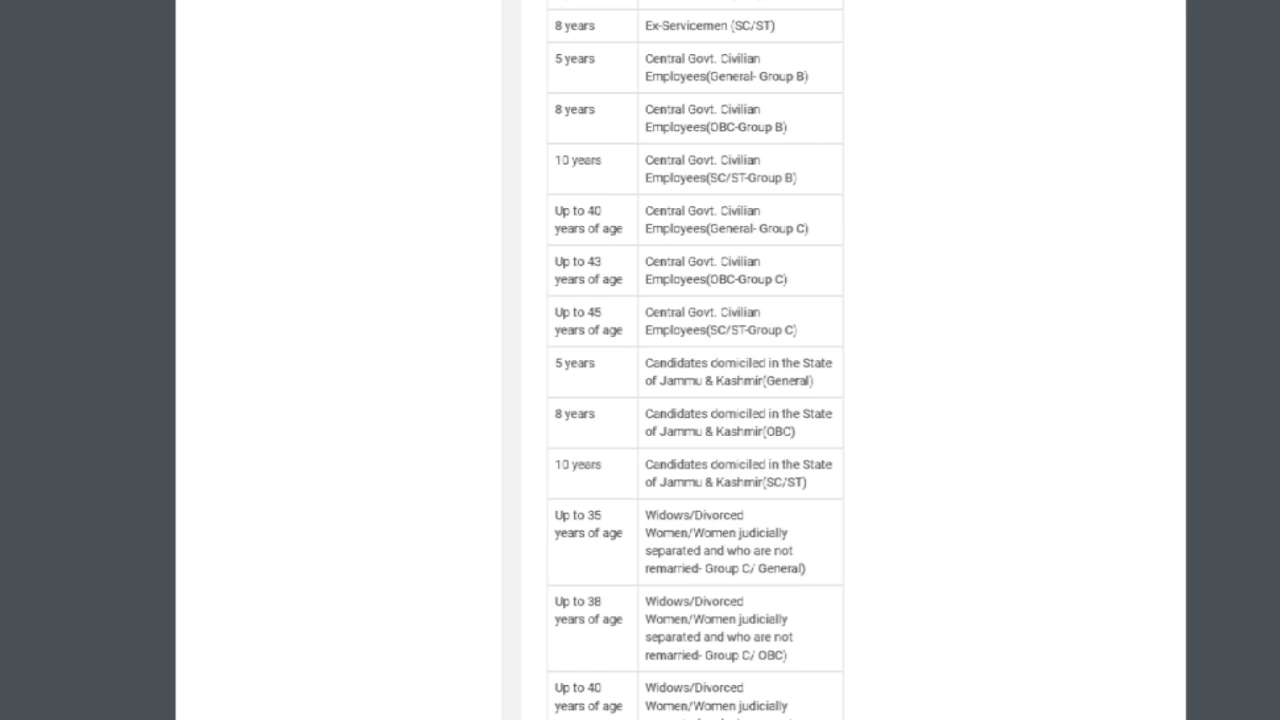 8 years Ex-Servicemen (SC/ST)
5 years Central Govt. Civilian
Employees(General- Group B)
8 years Central Govt. Civilian
Employees(OBC-Group B)
10 years Central Govt. Civilian
Employees(SC/ST-Group B)
Up to 40 Central Govt. Civilian
years of age Employees(General- Group C)
Up to 43 Central Govt. Civilian
years of age Employees(OBC-Group C)
Up to 45 Central Govt. Civilian
years of age Employees(SC/ST-Group C)
5 years Candidates domiciled in the State
of Jammu & Kashmir(General)
8 years Candidates domiciled in the State
of Jammu & Kashmir(OBC)
10 years Candidates domiciled in the State
of Jammu & Kashmir(SC/ST)
Up to 35 Widows/Divorced
years of age Women/Women judicially
separated and who are not
remarried- Group C/ General)
Up to 38 Widows/Divorced
years of age Women/Women judicially
separated and who are not
remarried- Group C/ OBC)
Up to 40 Widows/Divorced
years of age Women/Women judicially